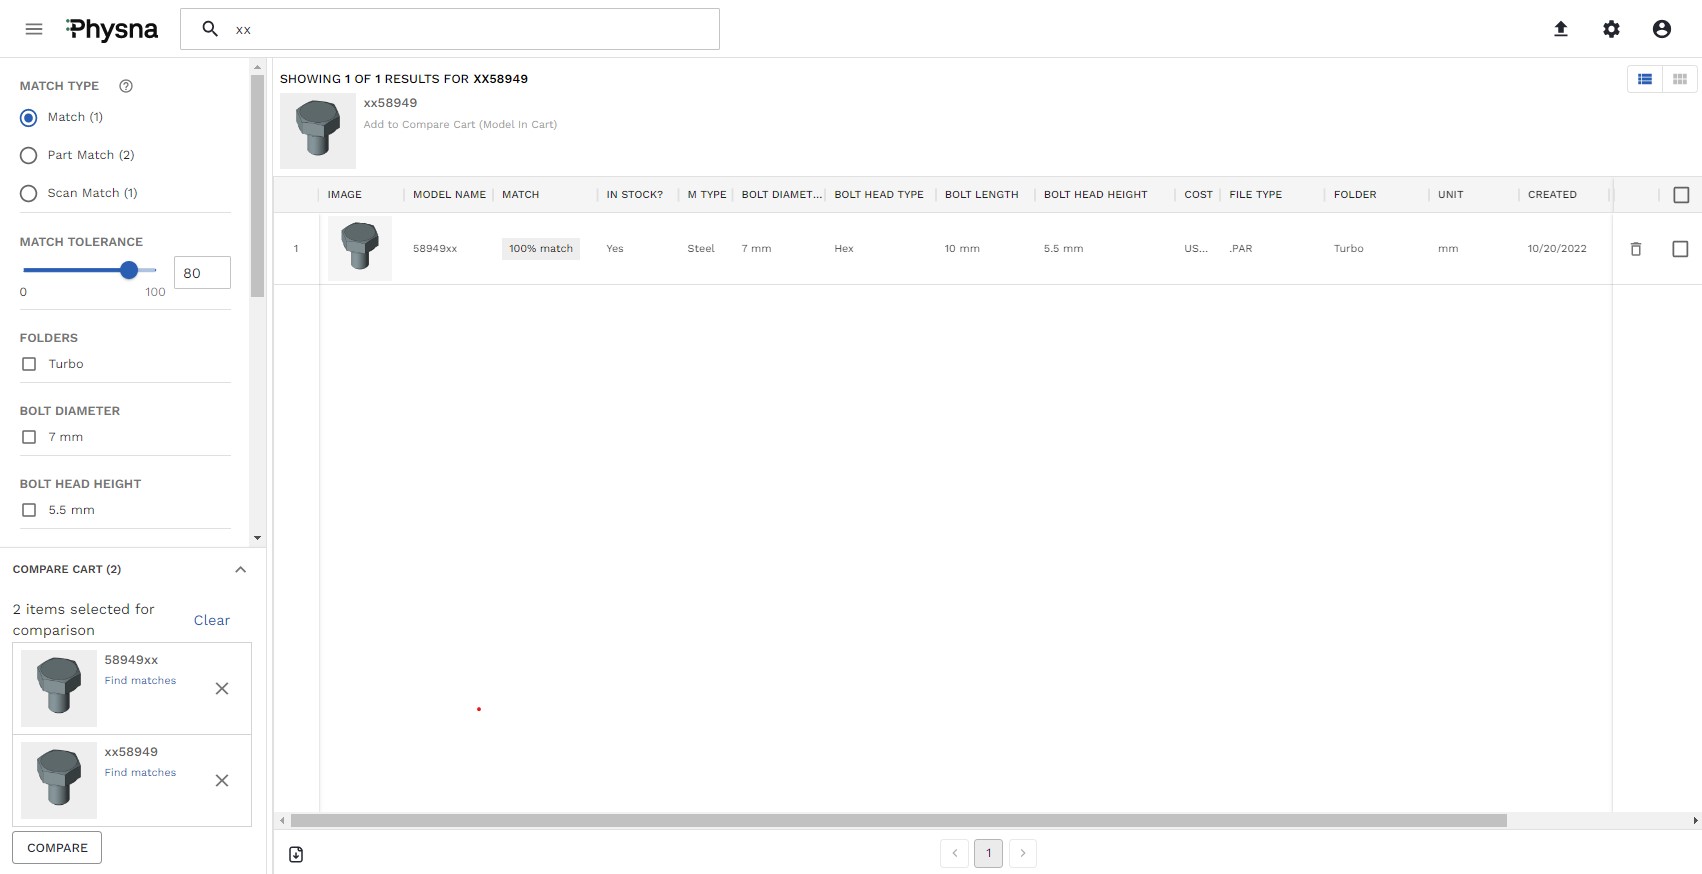 Physna
xx
MATCH TYPE
Match (1)
Part Match (2)
Scan Match (1)
MATCH TOLERANCE
80
0 100
FOLDERS
Turbo
BOLT DIAMETER
7 mm
BOLT HEAD HEIGHT
5.5 mm
COMPARE CART (2)
2 items selected for
comparison
Clear
58949xx
Find matches
xx58949
Find matches
COMPARE
SHOWING 1 OF 1 RESULTS FOR XX58949
xx58949
Add to Compare Cart (Model In Cart)
IMAGE MODEL NAME MATCH IN STOCK? M TYPE BOLT DIAMET... BOLT HEAD TYPE BOLT LENGTH BOLT HEAD HEIGHT COST FILE TYPE FOLDER UNIT CREATED
1 58949xx 100% match Yes Steel 7 mm Hex 10 mm 5.5 mm US... .PAR Turbo mm 10/20/2022
1